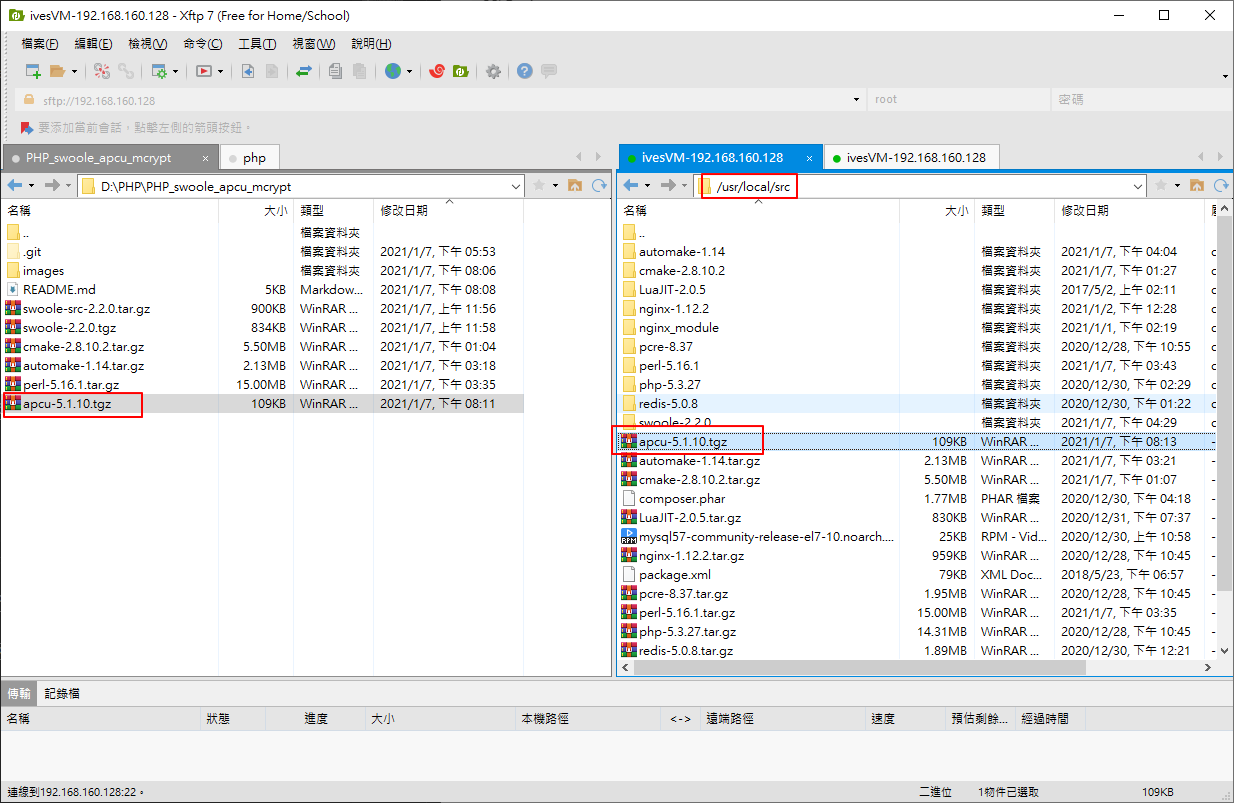 ivesVM-192.168.160.128 - Xftp 7 (Free for Home/School)
檔案(F) 編輯(E) 檢視(V) 命令(C) 工具(T) 視窗(W) 說明(H)
sftp://192.168.160.128 root 密碼
要添加當前會話，點擊左側的箭頭按鈕。
PHP_swoole_apcu_mcrypt × php
D:\PHP\PHP_swoole_apcu_mcrypt
名稱 大小 類型 修改日期
.. 檔案資料夾
.git 檔案資料夾 2021/1/7, 下午 05:53
images 檔案資料夾 2021/1/7, 下午 08:06
README.md 5KB Markdow... 2021/1/7, 下午 08:08
swoole-src-2.2.0.tar.gz 900KB WinRAR ... 2021/1/7, 上午 11:56
swoole-2.2.0.tgz 834KB WinRAR ... 2021/1/7, 上午 11:58
cmake-2.8.10.2.tar.gz 5.50MB WinRAR ... 2021/1/7, 下午 01:04
automake-1.14.tar.gz 2.13MB WinRAR ... 2021/1/7, 下午 03:18
perl-5.16.1.tar.gz 15.00MB WinRAR ... 2021/1/7, 下午 03:35
apcu-5.1.10.tgz 109KB WinRAR ... 2021/1/7, 下午 08:11
ivesVM-192.168.160.128 × ivesVM-192.168.160.128
/usr/local/src
名稱 大小 類型 修改日期
.. 
automake-1.14 檔案資料夾 2021/1/7, 下午 04:04
cmake-2.8.10.2 檔案資料夾 2021/1/7, 下午 01:27
LuaJIT-2.0.5 檔案資料夾 2017/5/2, 上午 02:11
nginx-1.12.2 檔案資料夾 2021/1/2, 下午 12:28
nginx_module 檔案資料夾 2021/1/1, 下午 02:19
pcre-8.37 檔案資料夾 2020/12/28, 下午 10:55
perl-5.16.1 檔案資料夾 2021/1/7, 下午 03:43
php-5.3.27 檔案資料夾 2020/12/30, 下午 02:29
redis-5.0.8 檔案資料夾 2020/12/30, 下午 01:22
swoole-2.2.0 檔案資料夾 2021/1/7, 下午 04:29
apcu-5.1.10.tgz 109KB WinRAR ... 2021/1/7, 下午 08:13
automake-1.14.tar.gz 2.13MB WinRAR ... 2021/1/7, 下午 03:21
cmake-2.8.10.2.tar.gz 5.50MB WinRAR ... 2021/1/7, 下午 01:07
composer.phar 1.77MB PHAR 檔案 2020/12/30, 下午 04:18
LuaJIT-2.0.5.tar.gz 830KB WinRAR ... 2020/12/31, 下午 07:37
mysql57-community-release-el7-10.noarch.... 25KB RPM - Vid... 2020/12/30, 上午 10:58
nginx-1.12.2.tar.gz 959KB WinRAR ... 2020/12/28, 下午 10:45
package.xml 79KB XML Doc... 2018/5/23, 下午 06:57
pcre-8.37.tar.gz 1.95MB WinRAR ... 2020/12/28, 下午 10:45
perl-5.16.1.tar.gz 15.00MB WinRAR ... 2021/1/7, 下午 03:35
php-5.3.27.tar.gz 14.31MB WinRAR ... 2020/12/28, 下午 10:45
redis-5.0.8.tar.gz 1.89MB WinRAR ... 2020/12/30, 下午 12:21
傳輸 記錄檔
名稱 狀態 進度 大小 本機路徑 <-> 遠端路徑 速度 預估剩餘... 經過時間
連線到192.168.160.128:22。 二進位 1物件已選取 109KB